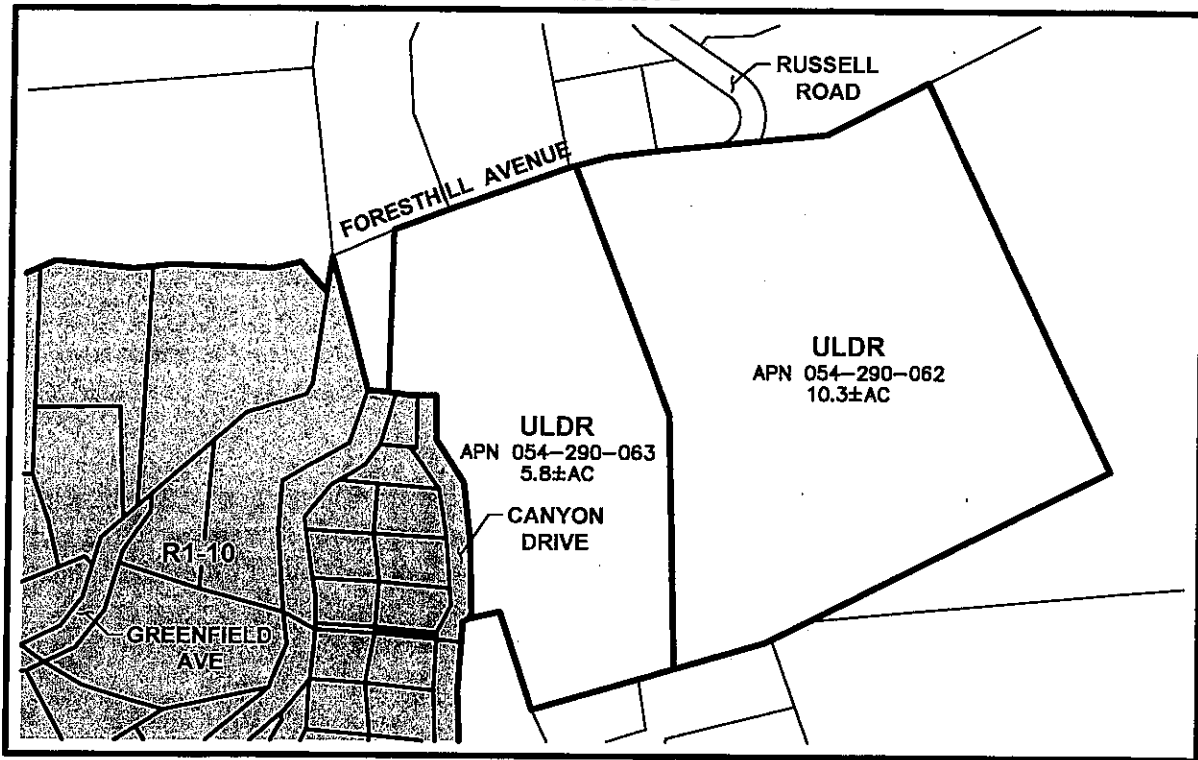 RUSSELL
ROAD
FORESTHILL AVENUE
ULDR
APN 054-290-062
10.3±AC
ULDR
APN 054-290-063
5.8±AC
CANYON
DRIVE
R1-10
GREENFIELD
AVE